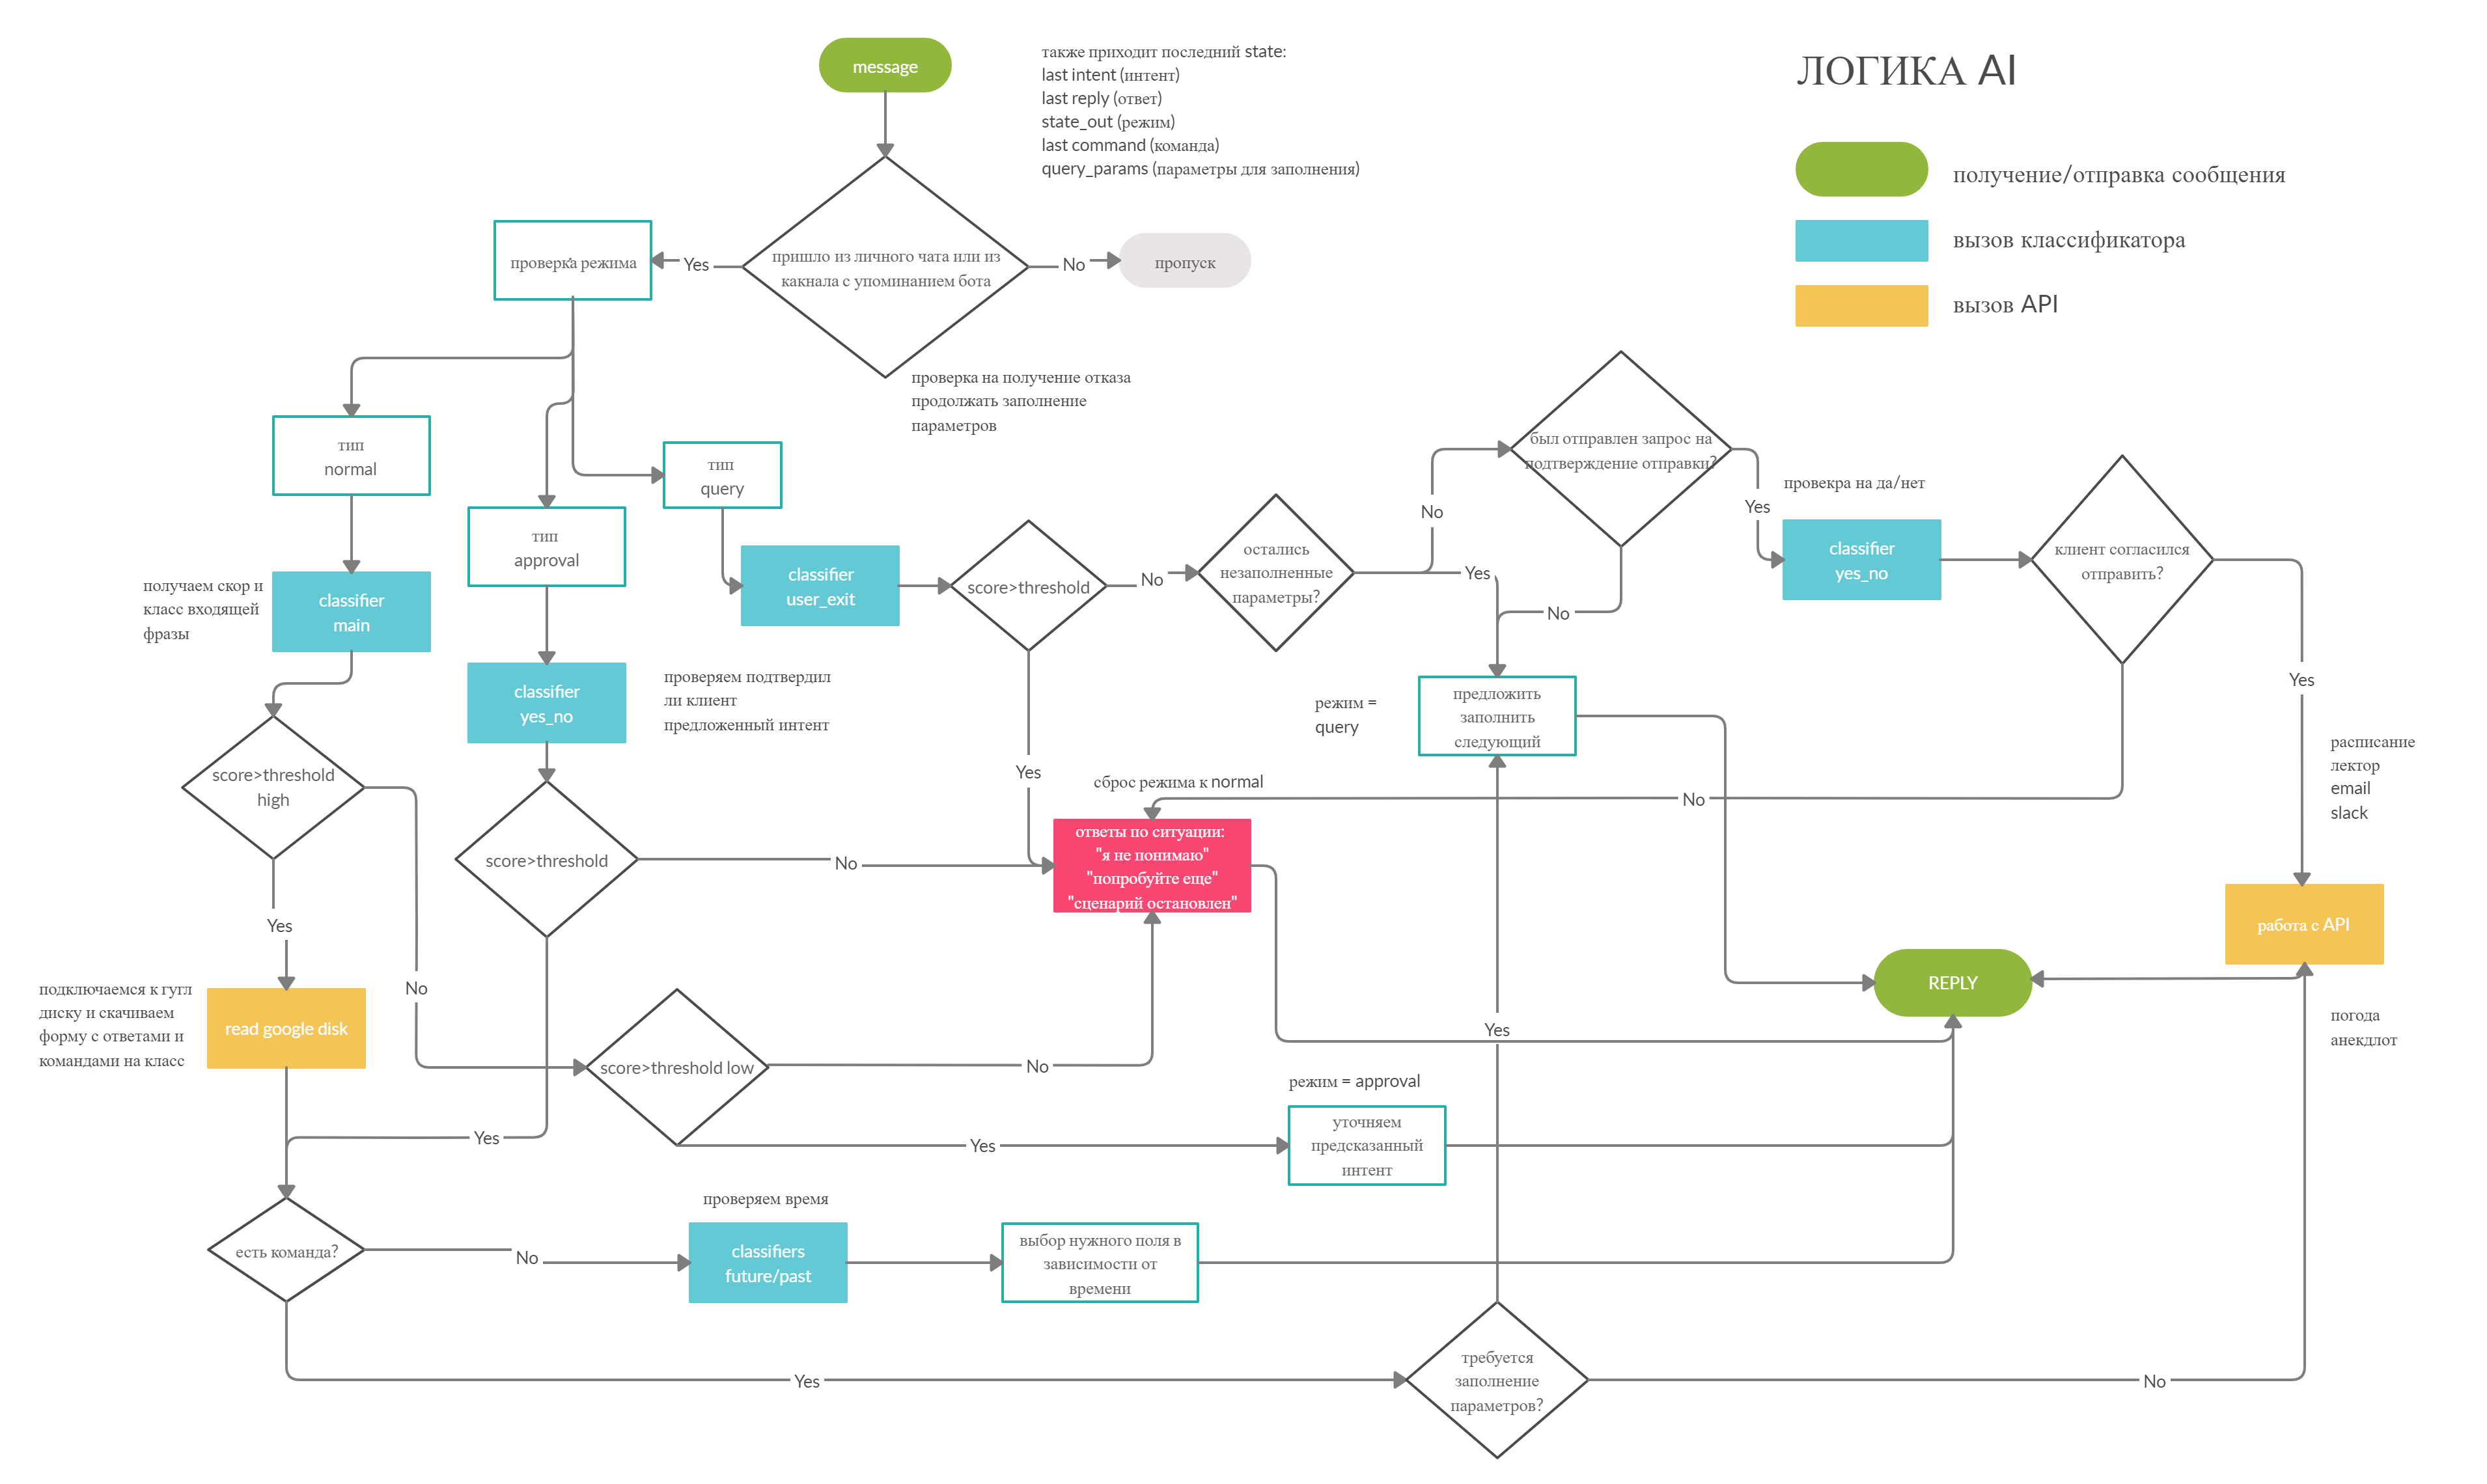 message
также приходит последний state:
last intent (интент)
last reply (ответ)
state_out (режим)
last command (команда)
query_params (параметры для заполнения)
ЛОГИКА AI
получение/отправка сообщения
вызов классификатора
вызов API
проверка режима
Yes
пришло из личного чата или из
какнала с упоминанием бота
No
пропуск
проверка на получение отказа
продолжать заполнение
параметров
тип
normal
тип
query
тип
approval
был отправлен запрос на
подтверждение отправки?
No
Yes
провекра на да/нет
classifier
yes_no
клиент согласился
отправить?
получаем скор и
класс входящей
фразы
classifier
main
classifier
user_exit
score>threshold
No
остались
незаполненные
параметры?
Yes
No
classifier
yes_no
проверяем подтвердил
ли клиент
предложенный интент
режим =
query
предложить
заполнить
следующий
Yes
score>threshold
high
Yes
сброс режима к normal
No
расписание
лектор
email
slack
score>threshold
No
ответы по ситуации:
"я не понимаю"
"попробуйте еще"
"сценарий остановлен"
Yes
работа с API
подключаемся к гугл
диску и скачиваем
форму с ответами и
командами на класс
read google disk
No
REPLY
Yes
погода
анекдлот
score>threshold low
No
режим = approval
Yes
Yes
уточняем
предсказанный
интент
проверяем время
есть команда?
No
classifiers
future/past
выбор нужного поля в
зависимости от
времени
Yes
требуется
заполнение
параметров?
No